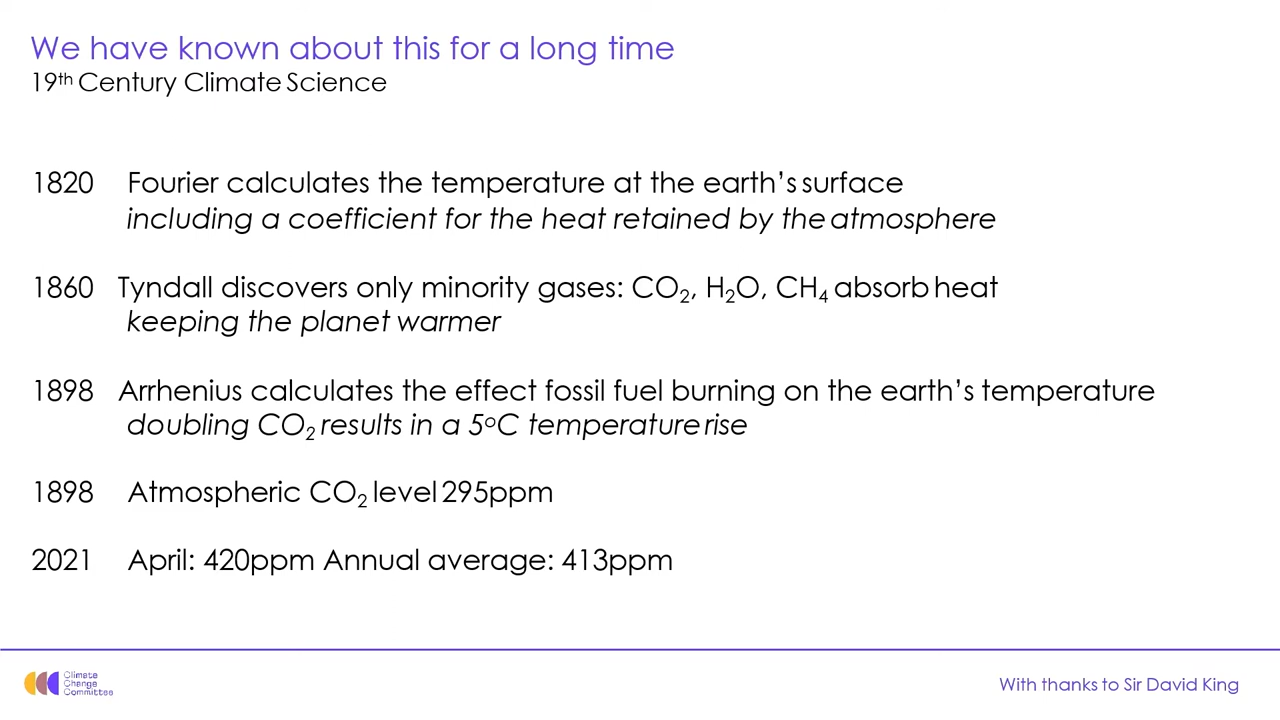 We have known about this for a long time
19th Century Climate Science
1820 Fourier calculates the temperature at the earth's surface
including a coefficient for the heat retained by the atmosphere
1860 Tyndall discovers only minority gases: CO2, H2O, CH4 absorb heat
keeping the planet warmer
1898 Arrhenius calculates the effect fossil fuel burning on the earth's temperature
doubling CO2 results in a 5oC temperature rise
1898 Atmospheric CO2 level 295ppm
2021 April: 420ppm Annual average: 413ppm
Climate
Change
Committee
With thanks to Sir David King